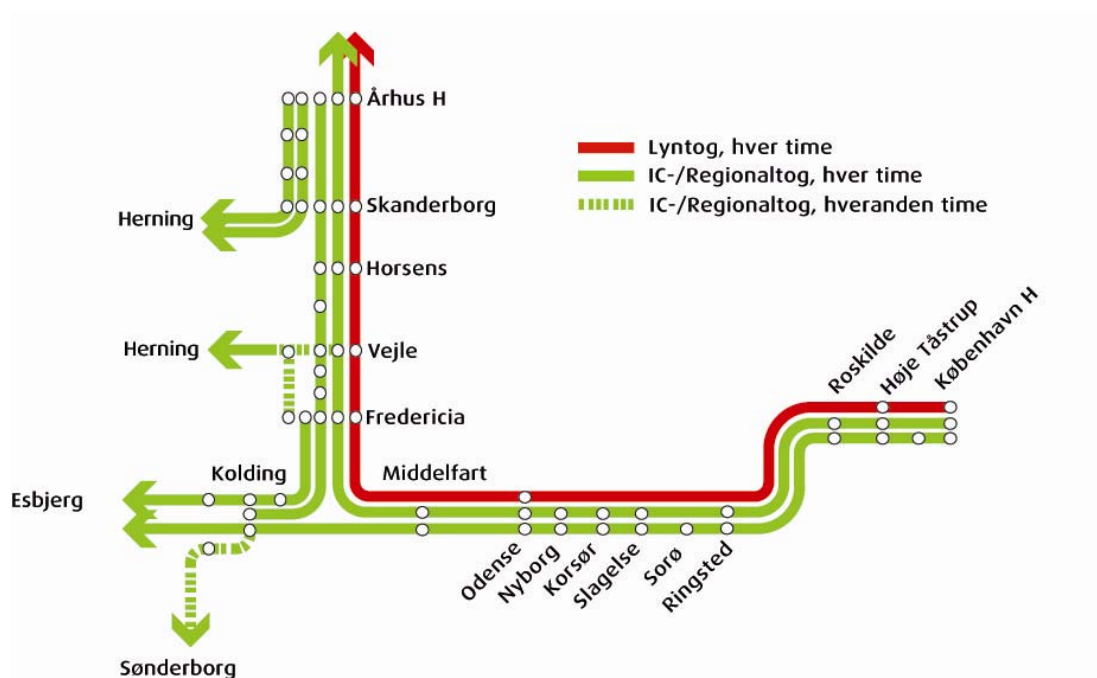 Århus H
Lyntog, hver time
IC-/Regionaltog, hver time
IC-/Regionaltog, hveranden time
Skanderborg
Herning
Horsens
Herning
Vejle
Roskilde
Høje Tåstrup
København H
Fredericia
Kolding
Middelfart
Esbjerg
Odense
Nyborg
Korsør
Slagelse
Sorø
Ringsted
Sønderborg